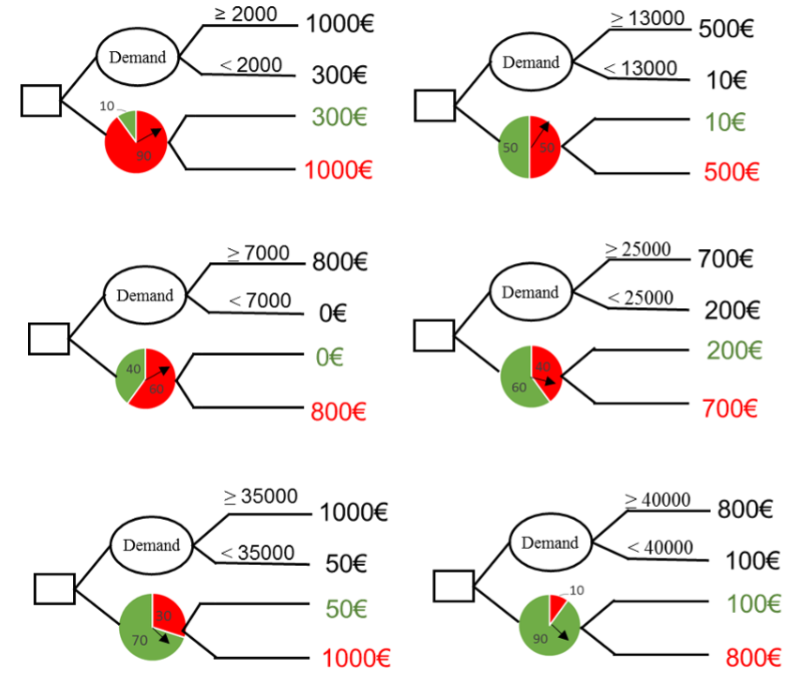 ≥ 2000 1000€
Demand
< 2000 300€
10 300€
90
1000€
≥ 13000 500€
Demand
< 13000 10€
10€
50 50
500€
≥ 7000 800€
Demand
< 7000 0€
0€
40 60
800€
≥ 25000 700€
Demand
< 25000 200€
200€
40
60
700€
≥ 35000 1000€
Demand
< 35000 50€
50€
30
70
1000€
≥ 40000 800€
Demand
< 40000 100€
10
100€
90
800€